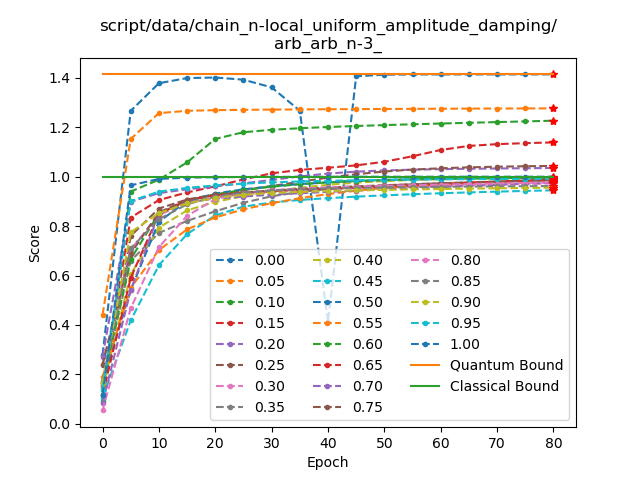 script/data/chain_n-local_uniform_amplitude_damping/
arb_arb_n-3_
Score
1.4
1.2
1.0
0.8
0.6
0.4
0.2
0.0
0.00 0.40 0.80
0.05 0.45 0.85
0.10 0.50 0.90
0.15 0.55 0.95
0.20 0.60 1.00
0.25 0.65 Quantum Bound
0.30 0.70 Classical Bound
0.35 0.75
0 10 20 30 40 50 60 70 80
Epoch